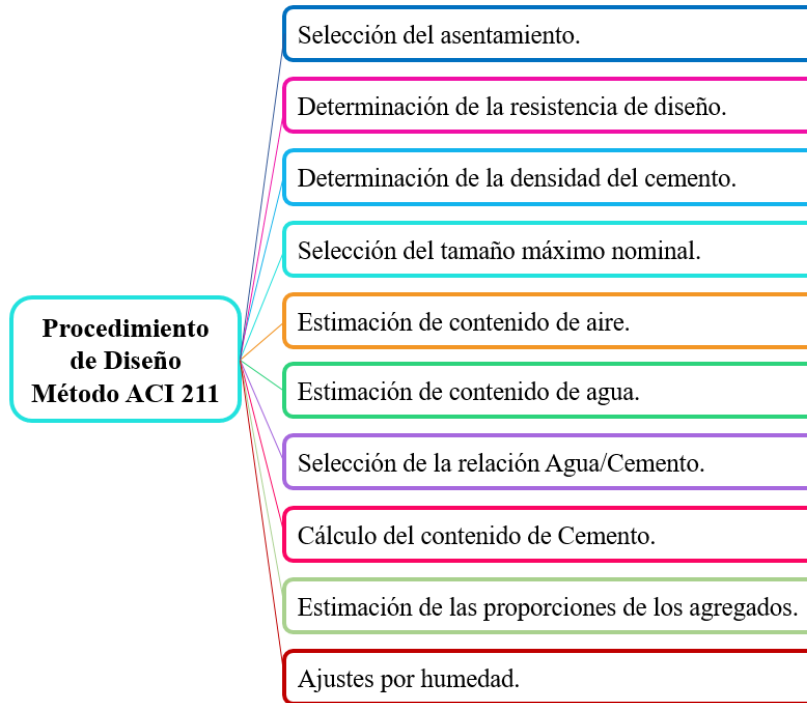 Selección del asentamiento.
Determinación de la resistencia de diseño.
Determinación de la densidad del cemento.
Selección del tamaño máximo nominal.
Procedimiento
de Diseño
Método ACI 211
Estimación de contenido de aire.
Estimación de contenido de agua.
Selección de la relación Agua/Cemento.
Cálculo del contenido de Cemento.
Estimación de las proporciones de los agregados.
Ajustes por humedad.